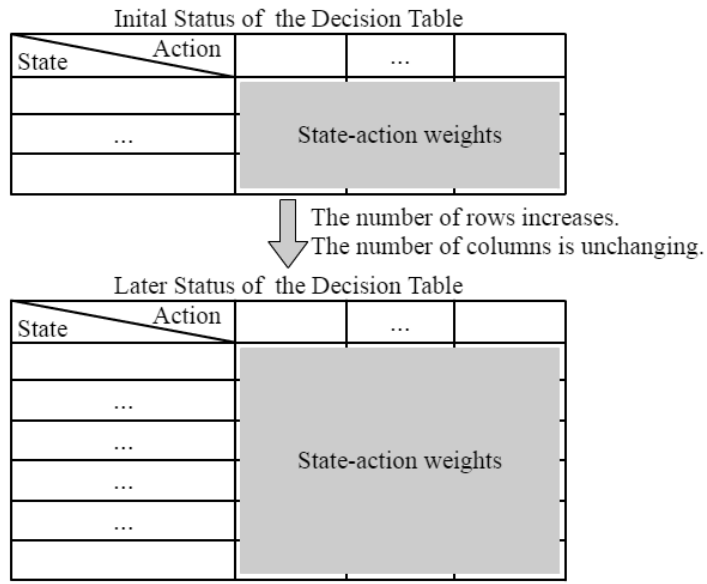 Inital Status of the Decision Table
Action
State
...
...
State-action weights
The number of rows increases.
The number of columns is unchanging.
Later Status of the Decision Table
Action
State
...
...
...
State-action weights
...
...